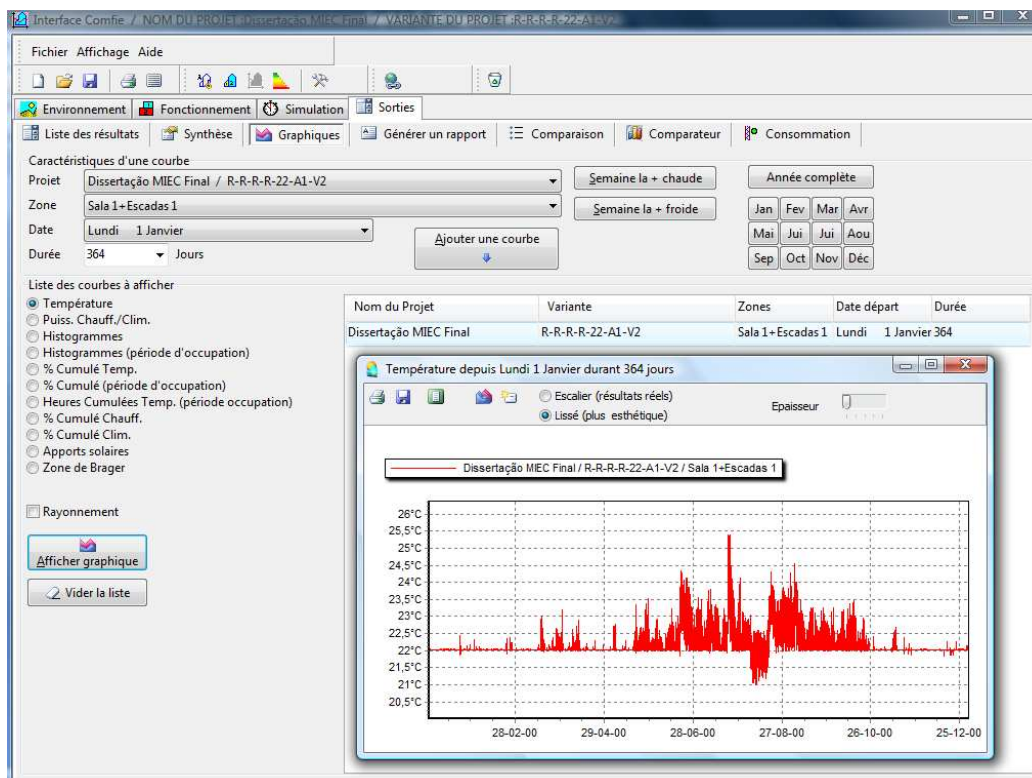 Interface Comfie / NOM DU PROJET :Dissertação MIEC Final / VARIANTE DU PROJET :R-R-R-R-22-A1-V2
Fichier Affichage Aide
Environnement Fonctionnement Simulation Sorties
Liste des résultats Synthèse Graphiques Générer un rapport Comparaison Comparateur Consommation
Caractéristiques d'une courbe
Projet Dissertação MIEC Final / R-R-R-R-22-A1-V2 Semaine la + chaude Année complète
Zone Sala 1+Escadas 1 Semaine la + froide Jan Fev Mar Avr
Date Lundi 1 Janvier Ajouter une courbe Mai Jui Jui Aou
Durée 364 Jours Sep Oct Nov Déc
Liste des courbes à afficher
Température
Puiss. Chauff./Clim.
Histogrammes
Histogrammes (période d'occupation)
% Cumulé Temp.
% Cumulé (période d'occupation)
Heures Cumulées Temp. (période occupation)
% Cumulé Chauff.
% Cumulé Clim.
Apports solaires
Zone de Brager
Rayonnement
Afficher graphique
Vider la liste
Nom du Projet Variante Zones Date départ Durée
Dissertação MIEC Final R-R-R-R-22-A1-V2 Sala 1+Escadas 1 Lundi 1 Janvier 364
Température depuis Lundi 1 Janvier durant 364 jours
Escalier (résultats réels)
Lissé (plus esthétique)
Epaisseur
Dissertação MIEC Final / R-R-R-R-22-A1-V2 / Sala 1+Escadas 1
26°C
25,5°C
25°C
24,5°C
24°C
23,5°C
23°C
22,5°C
22°C
21,5°C
21°C
20,5°C
28-02-00 29-04-00 28-06-00 27-08-00 26-10-00 25-12-00